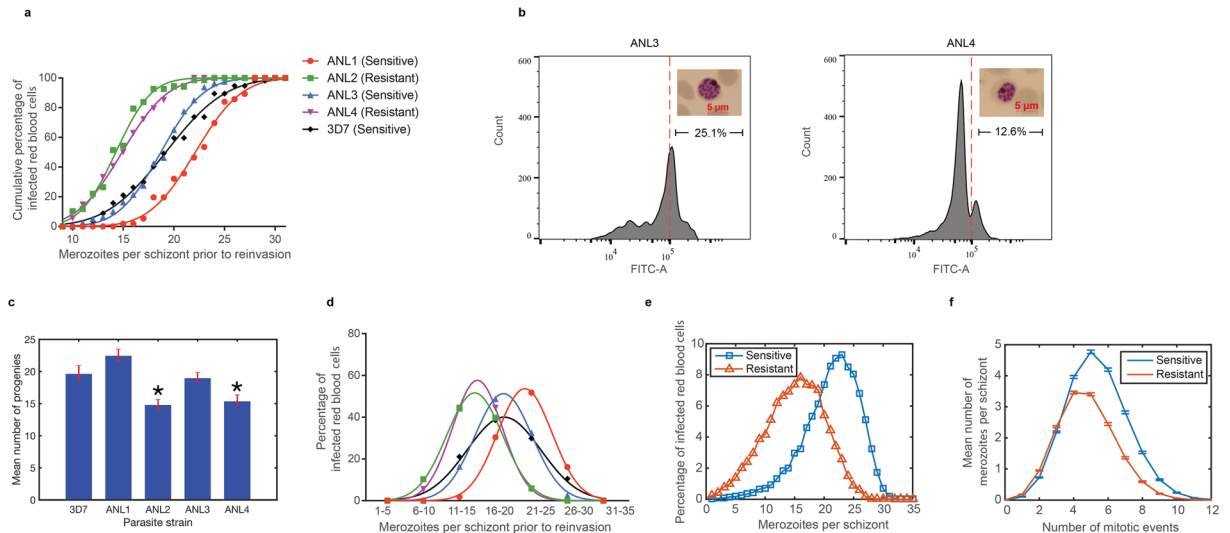 a
ANL1 (Sensitive)
ANL2 (Resistant)
ANL3 (Sensitive)
ANL4 (Resistant)
3D7 (Sensitive)
Cumulative percentage of
infected red blood cells
100
80
60
40
20
0
10 15 20 25 30
Merozoites per schizont prior to reinvasion
b
ANL3
Count
600
400
200
0
5 μm
25.1%
10⁴ 10⁵
FITC-A
ANL4
Count
600
400
200
0
5 μm
12.6%
10⁴ 10⁵
FITC-A
c
Mean number of progenies
25
20
15
10
5
0
* *
3D7 ANL1 ANL2 ANL3 ANL4
Parasite strain
d
Percentage of
infected red blood cells
80
60
40
20
0
1-5 6-10 11-15 16-20 21-25 26-30 31-35
Merozoites per schizont prior to reinvasion
e
Percentage of infected red blood cells
10
8
6
4
2
0
Sensitive
Resistant
0 5 10 15 20 25 30 35
Merozoites per schizont
f
Mean number of
merozoites per schizont
5
4
3
2
1
0
Sensitive
Resistant
0 2 4 6 8 10 12
Number of mitotic events